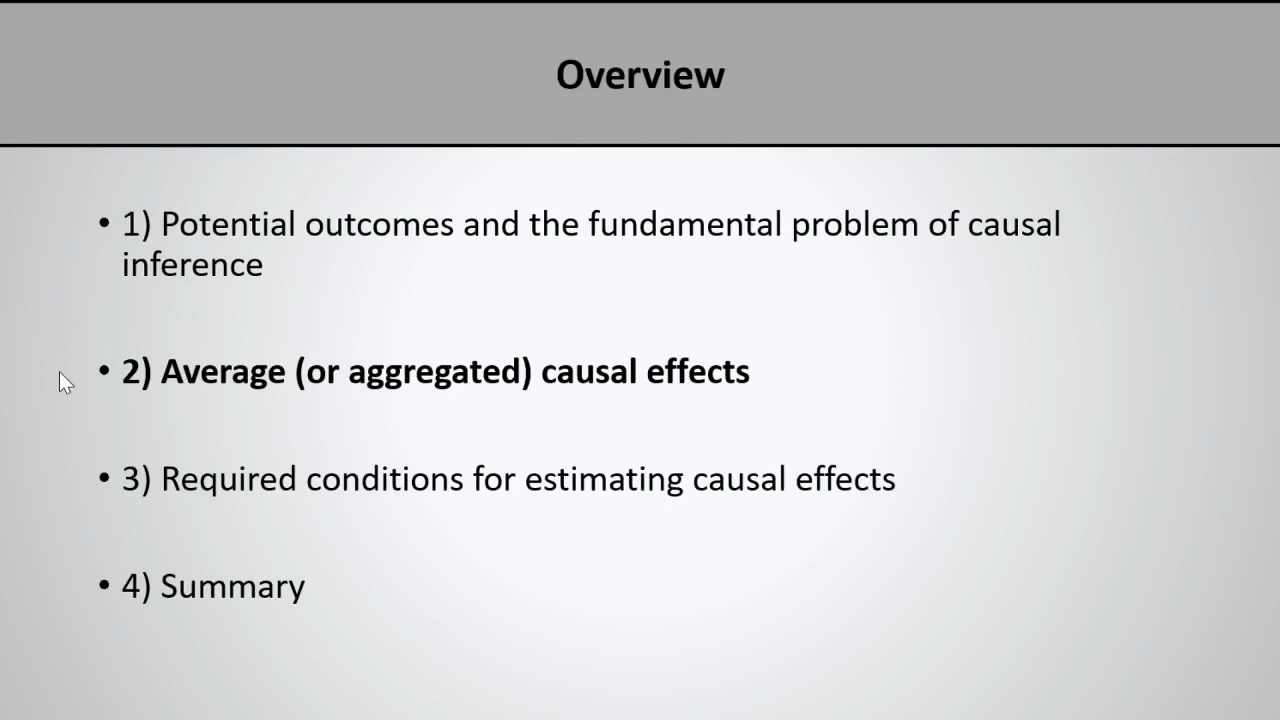 Overview
• 1) Potential outcomes and the fundamental problem of causal
inference
• 2) Average (or aggregated) causal effects
• 3) Required conditions for estimating causal effects
• 4) Summary